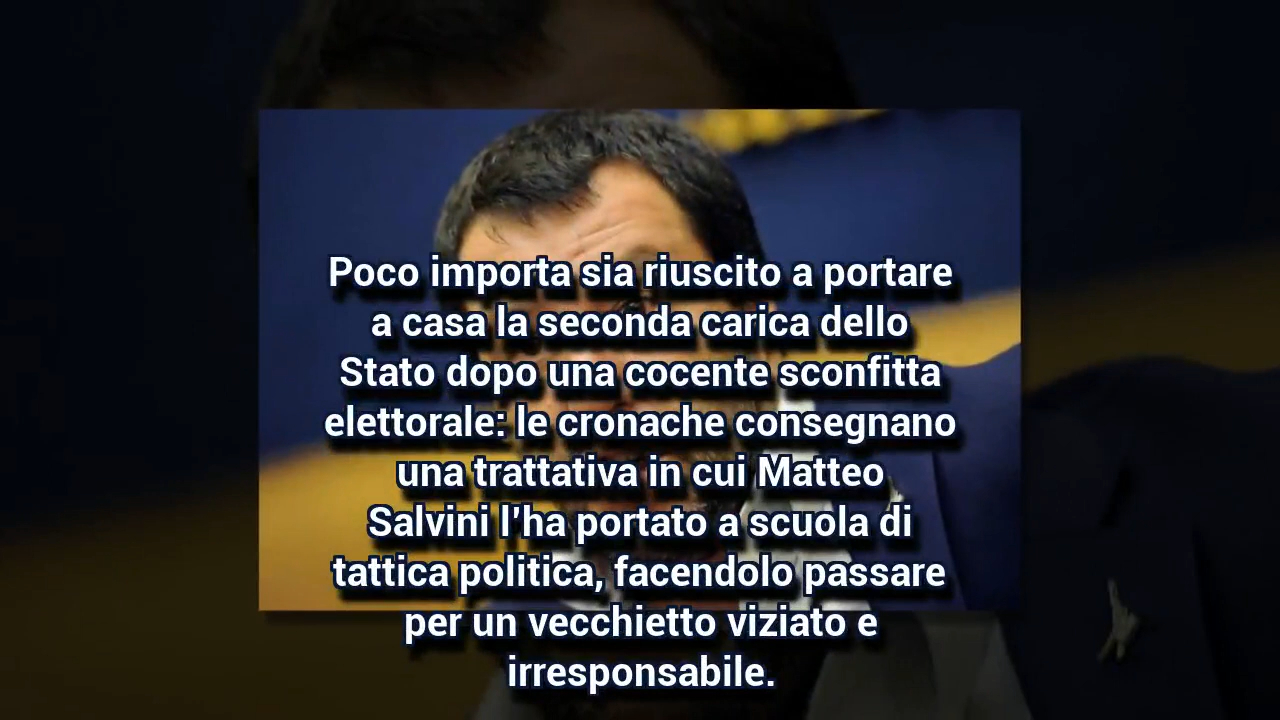 Poco importa sia riuscito a portare
a casa la seconda carica dello
Stato dopo una cocente sconfitta
elettorale: le cronache consegnano
una trattativa in cui Matteo
Salvini l'ha portato a scuola di
tattica politica, facendolo passare
per un vecchietto viziato e
irresponsabile.